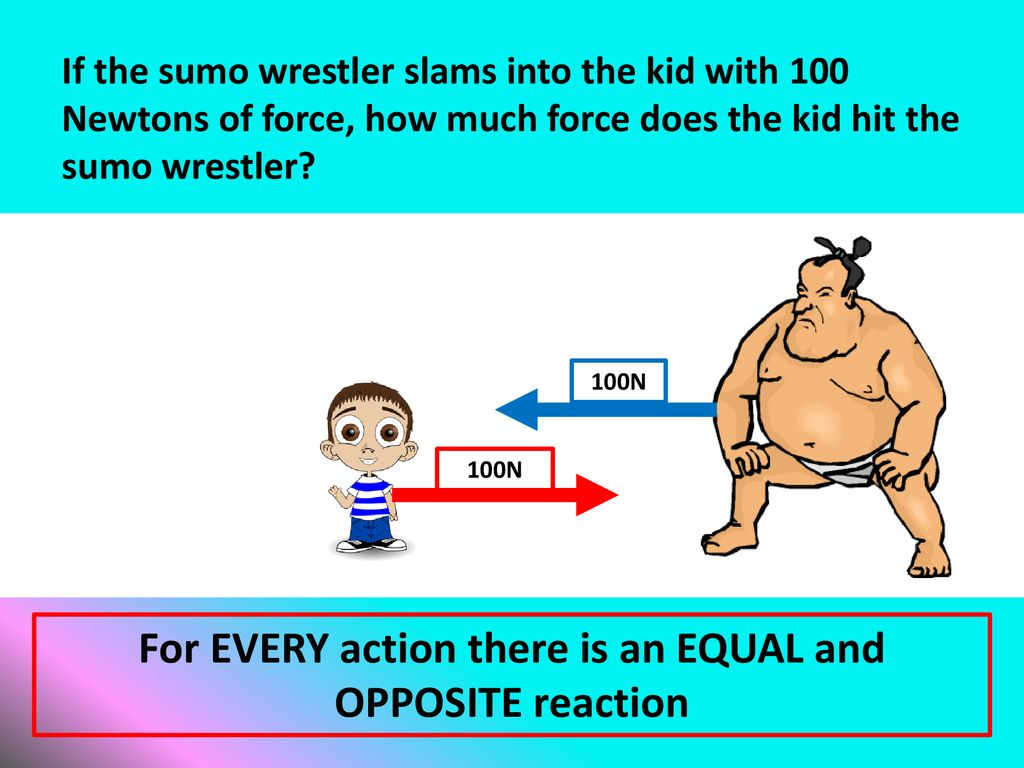 If the sumo wrestler slams into the kid with 100
Newtons of force, how much force does the kid hit the
sumo wrestler?
100N
100N
For EVERY action there is an EQUAL and
OPPOSITE reaction